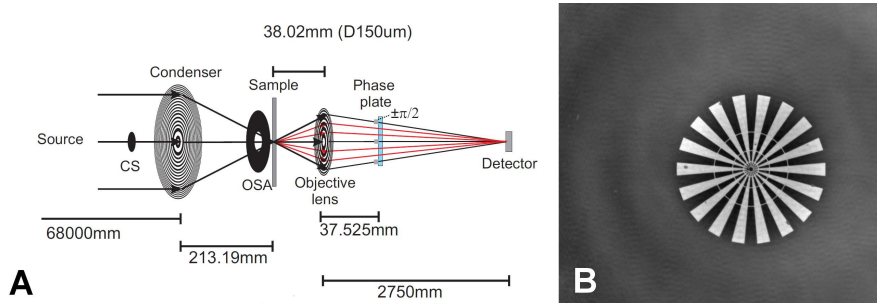 38.02mm (D150um)
Condenser
Sample
Phase
plate
±π/2
Source
CS
OSA
Objective
lens
Detector
68000mm
37.525mm
213.19mm
2750mm
A
B